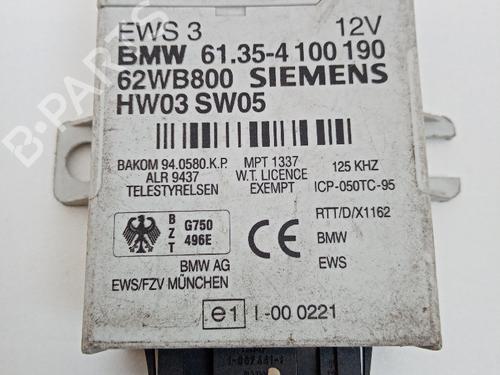 EWS 3 12V
BMW 61.35-4 100 190
62WB800 SIEMENS
HW03 SW05
BAKOM 94.0580.K.P. MPT 1337 125 KHZ
ALR 9437 W.T. LICENCE
TELESTYRELSEN EXEMPT ICP-050TC-95
B Z T G750 496E CE RTT/D/X1162
BMW
EWS
BMW AG
EWS/FZV MÜNCHEN
e1 I-00 0221
B-PARTS